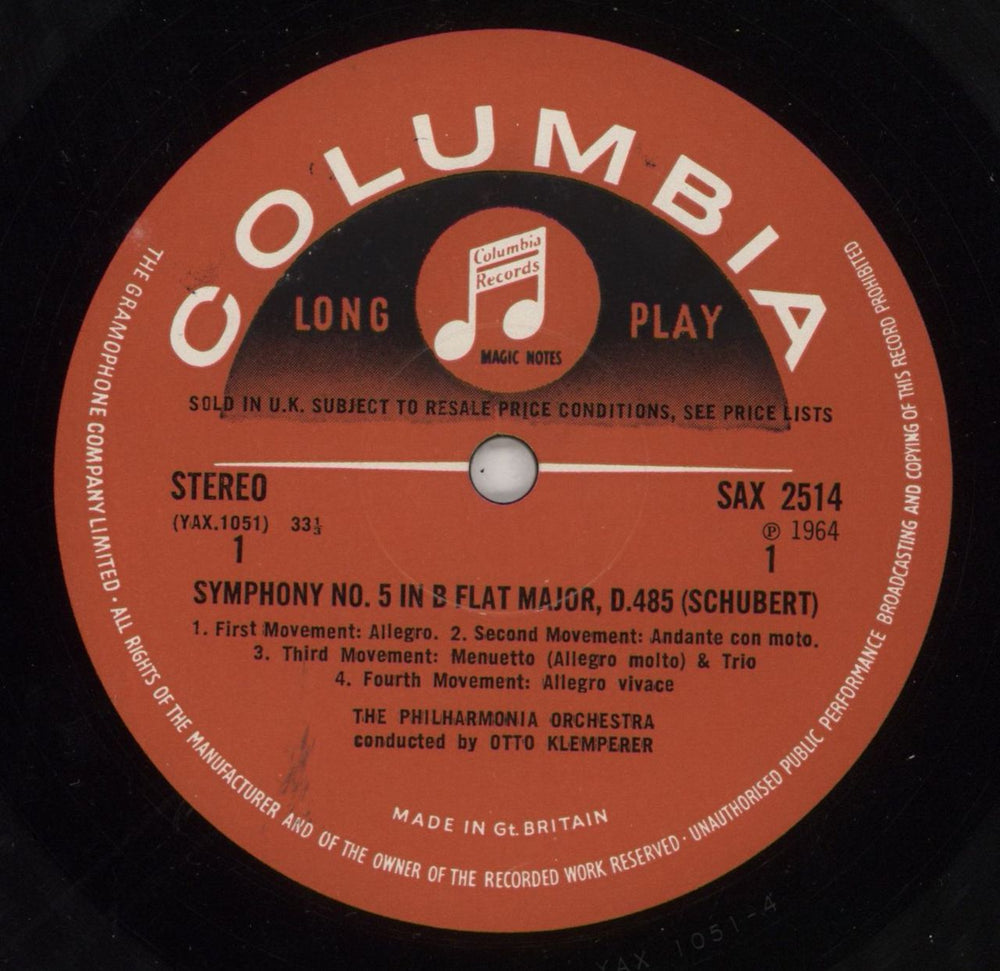 COLUMBIA
Columbia
Records
MAGIC NOTES
LONG PLAY
SOLD IN U.K. SUBJECT TO RESALE PRICE CONDITIONS, SEE PRICE LISTS
STEREO
(YAX.1051) 33⅓
1
SAX 2514
℗ 1964
1
SYMPHONY NO. 5 IN B FLAT MAJOR, D.485 (SCHUBERT)
1. First Movement: Allegro. 2. Second Movement: Andante con moto.
3. Third Movement: Menuetto (Allegro molto) & Trio
4. Fourth Movement: Allegro vivace
THE PHILHARMONIA ORCHESTRA
conducted by OTTO KLEMPERER
MADE IN Gt. BRITAIN
THE GRAMOPHONE COMPANY LIMITED · ALL RIGHTS OF THE MANUFACTURER AND OF THE OWNER OF THE RECORDED WORK RESERVED · UNAUTHORISED PUBLIC PERFORMANCE BROADCASTING AND COPYING OF THIS RECORD PROHIBITED
YAX 1051-4